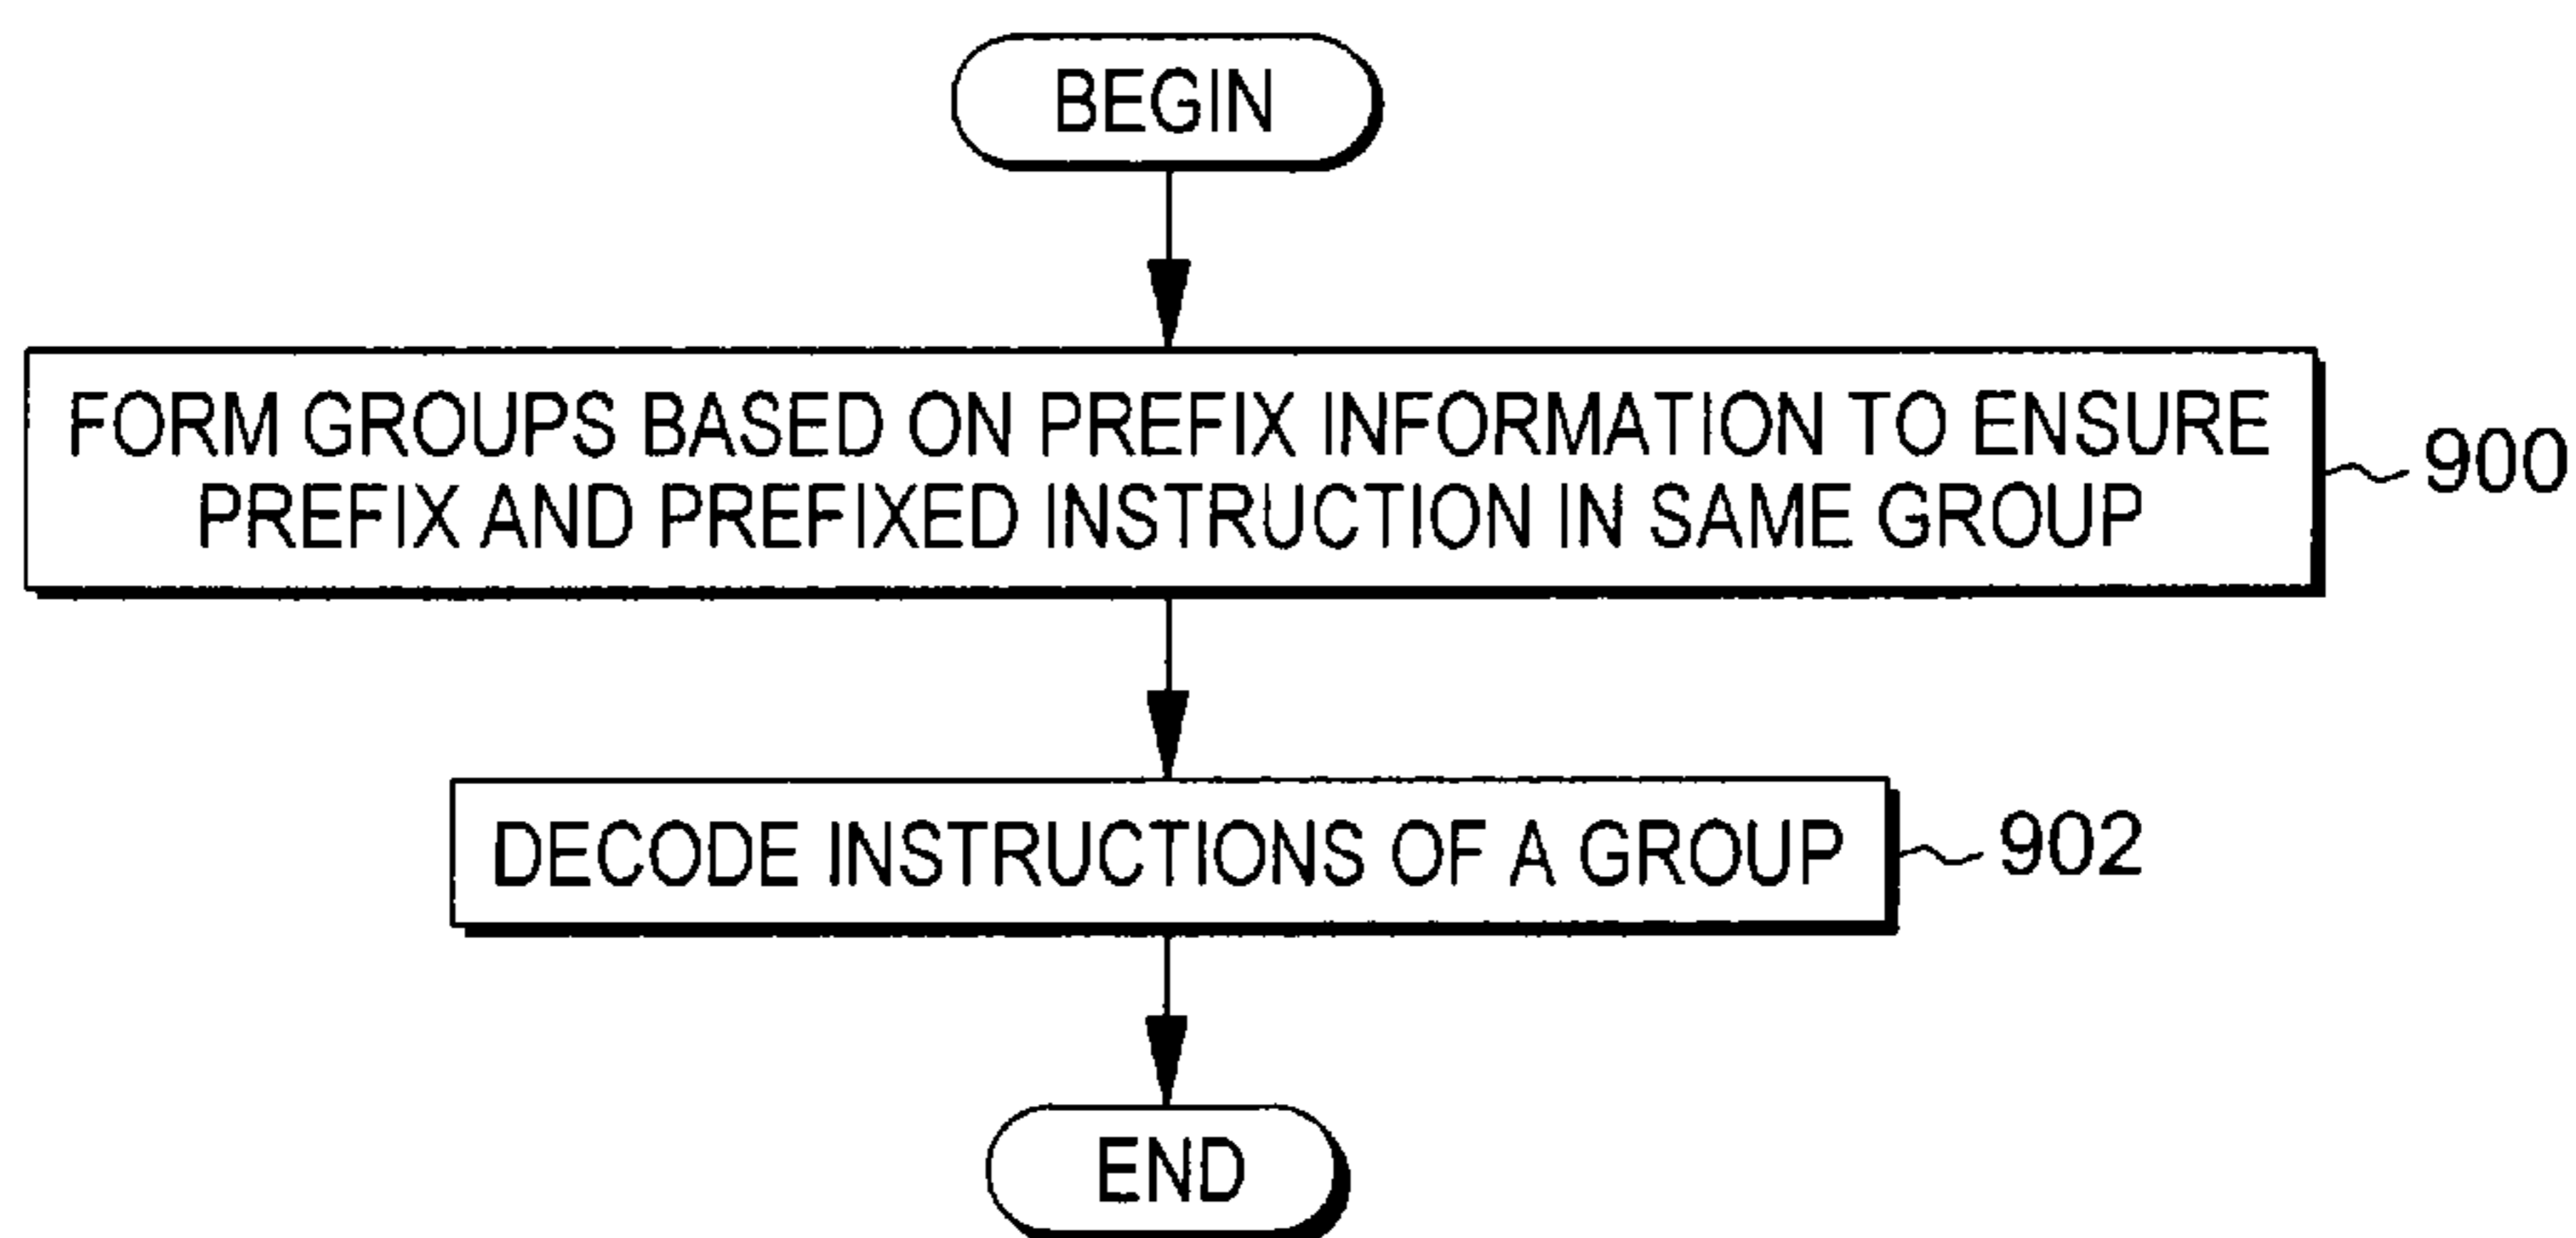 BEGIN
FORM GROUPS BASED ON PREFIX INFORMATION TO ENSURE
PREFIX AND PREFIXED INSTRUCTION IN SAME GROUP
900
DECODE INSTRUCTIONS OF A GROUP
902
END